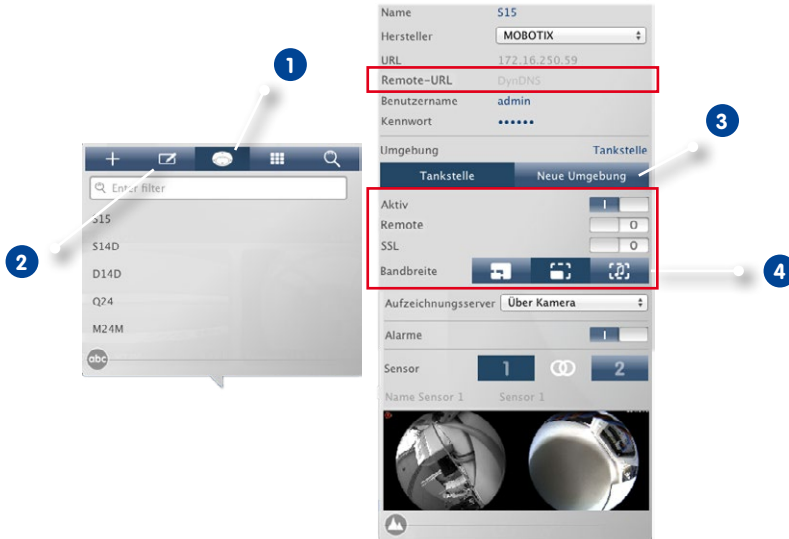 1
Enter filter
S15
S14D
D14D
Q24
M24M
abc
2
Name S15
Hersteller MOBOTIX
URL 172.16.250.59
Remote-URL DynDNS
Benutzername admin
Kennwort ••••••
3
Umgebung Tankstelle
Tankstelle Neue Umgebung
Aktiv I
Remote O
SSL O
Bandbreite
4
Aufzeichnungsserver Über Kamera
Alarme I
Sensor 1 2
Name Sensor 1 Sensor 1